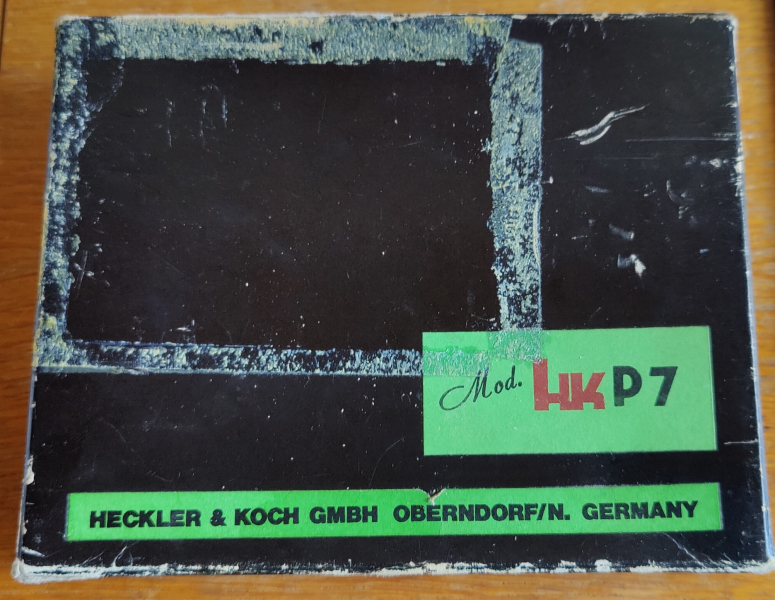 Mod. HK P7
HECKLER & KOCH GMBH OBERNDORF/N. GERMANY